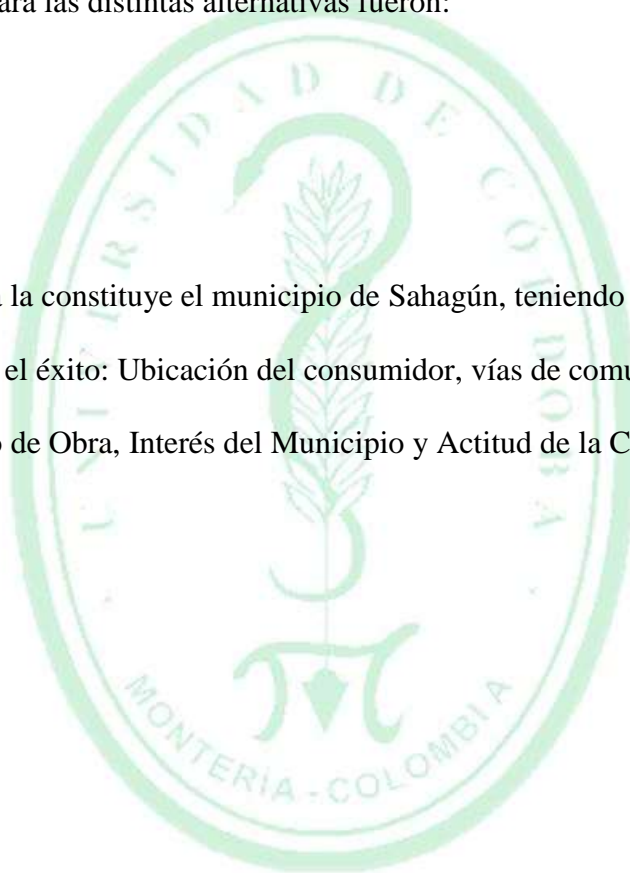 ara las distintas alternativas fueron:
UNIVERSIDAD DE CÓRDOBA
a la constituye el municipio de Sahagún, teniendo
el éxito: Ubicación del consumidor, vías de comu
de Obra, Interés del Municipio y Actitud de la C
MONTERÍA - COLOMBIA